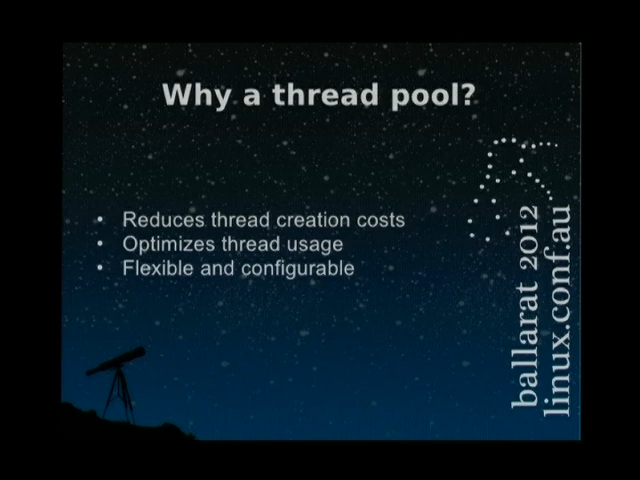 Why a thread pool?
• Reduces thread creation costs
• Optimizes thread usage
• Flexible and configurable
ballarat 2012
linux.conf.au